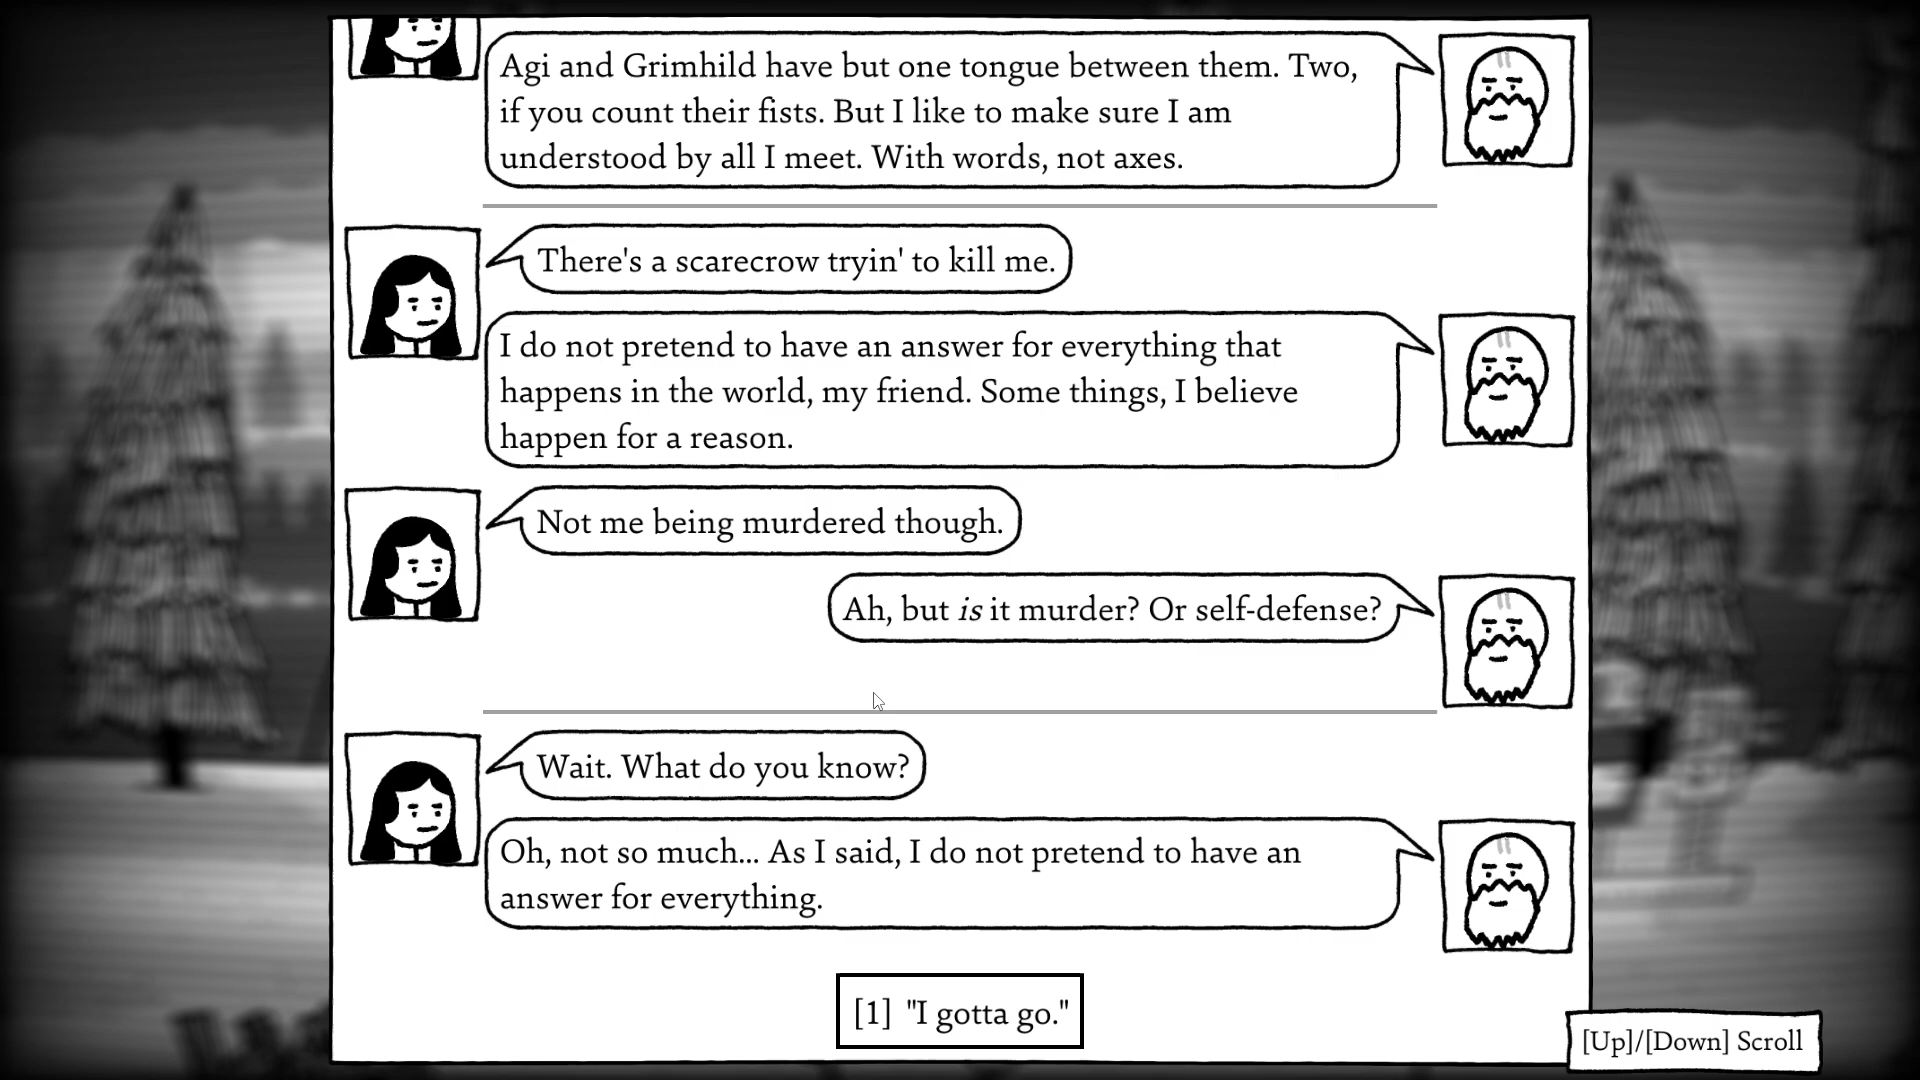 Agi and Grimhild have but one tongue between them. Two,
if you count their fists. But I like to make sure I am
understood by all I meet. With words, not axes.
There's a scarecrow tryin' to kill me.
I do not pretend to have an answer for everything that
happens in the world, my friend. Some things, I believe
happen for a reason.
Not me being murdered though.
Ah, but is it murder? Or self-defense?
Wait. What do you know?
Oh, not so much... As I said, I do not pretend to have an
answer for everything.
[1] "I gotta go."
[Up]/[Down] Scroll